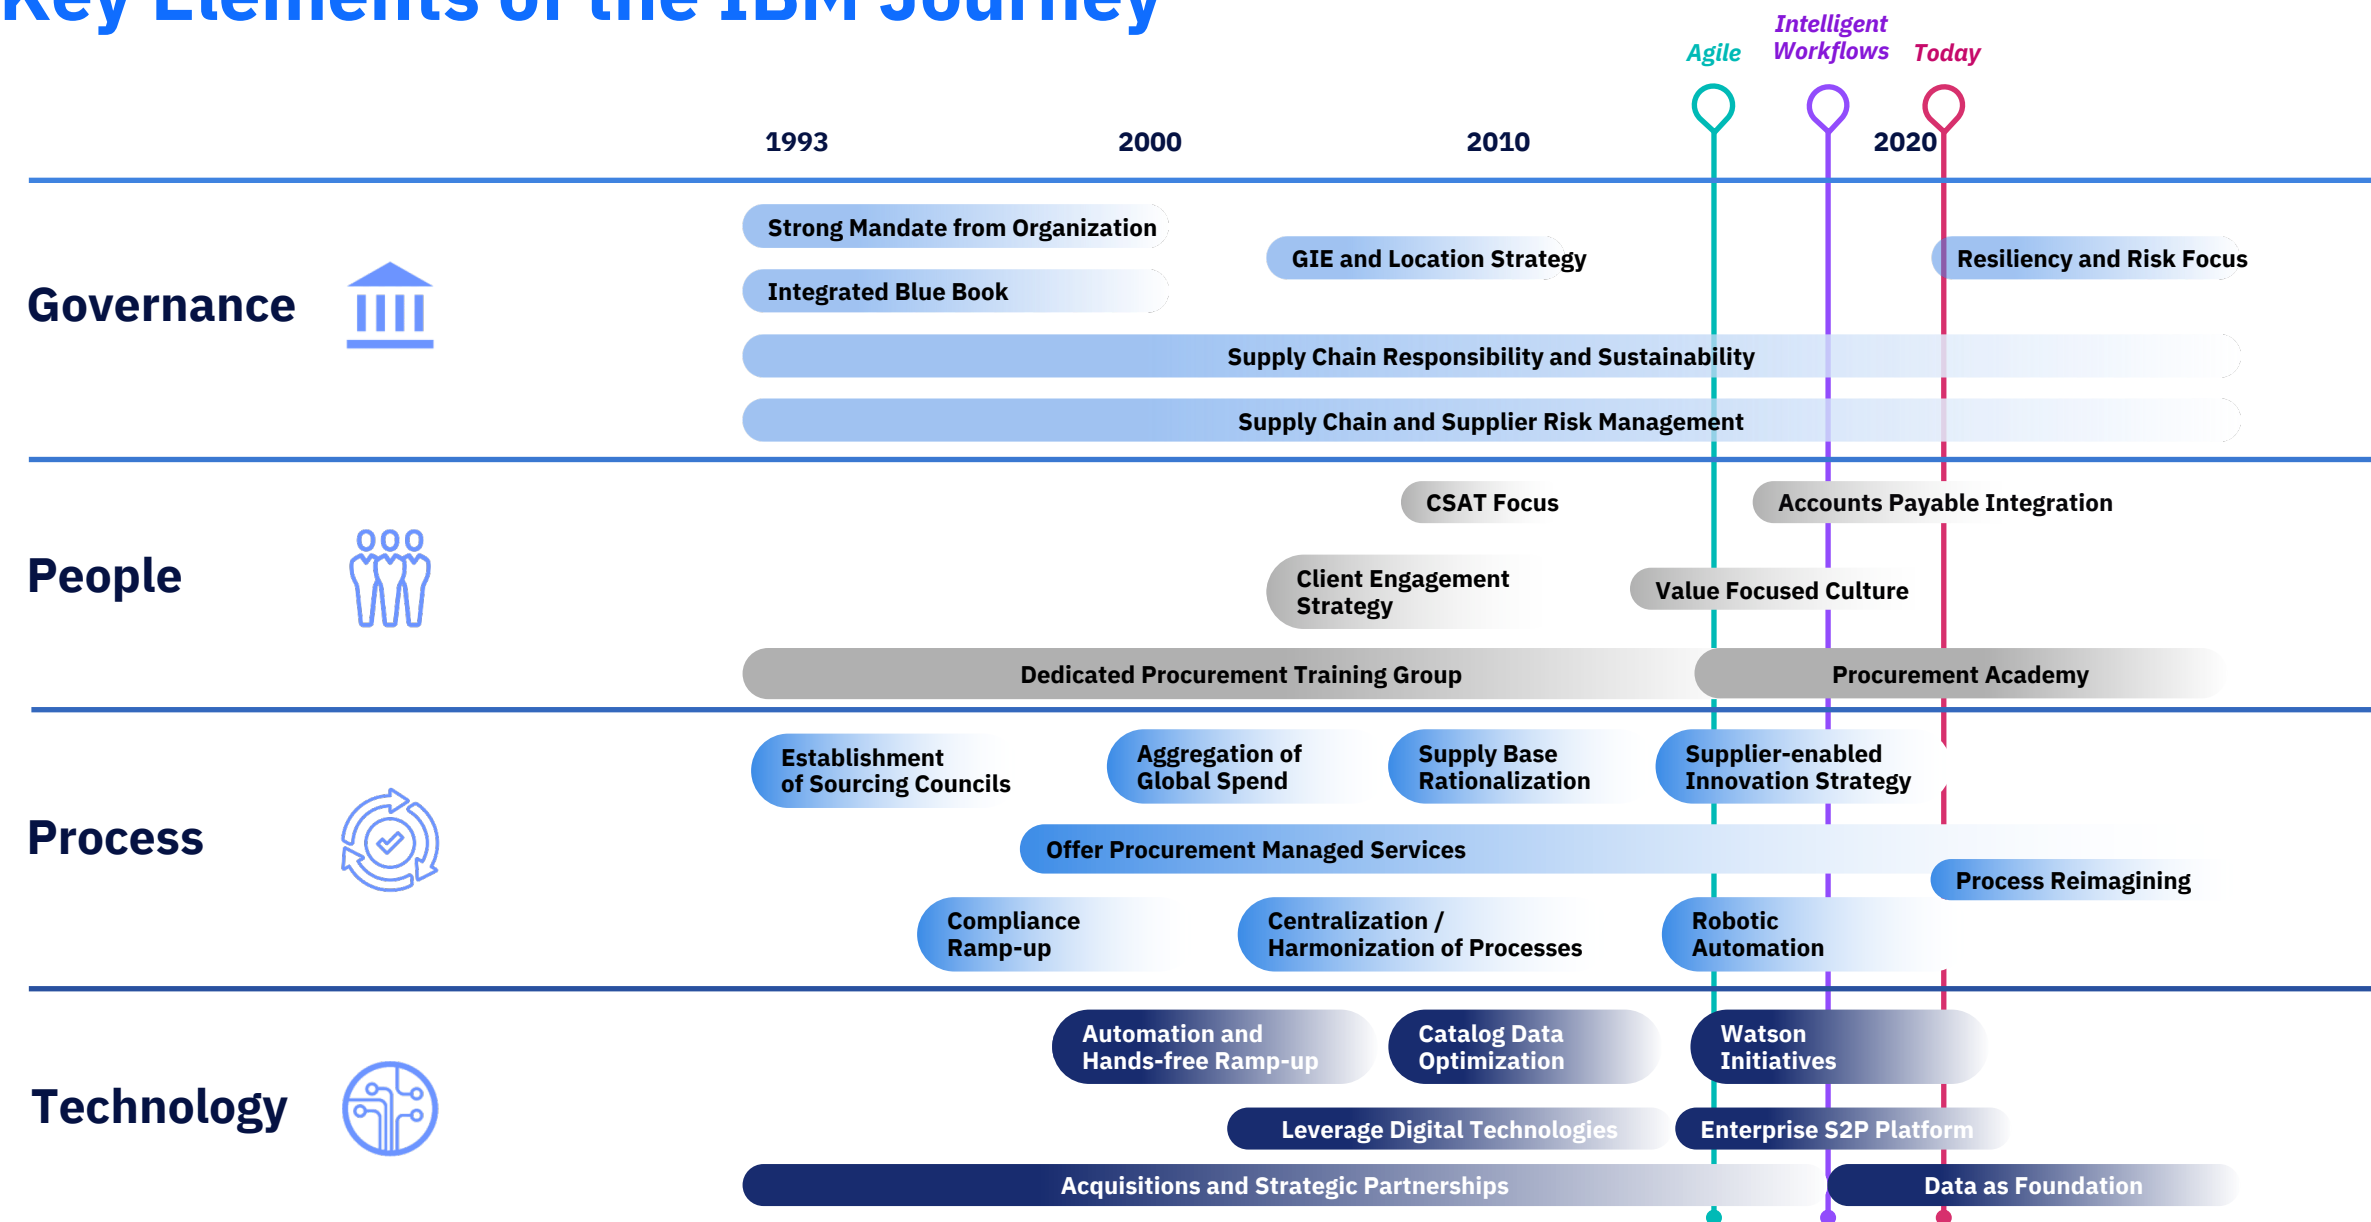 Key Elements of the IBM Journey
Agile
Intelligent
Workflows
Today
1993
2000
2010
2020
Governance
Strong Mandate from Organization
GIE and Location Strategy
Resiliency and Risk Focus
Integrated Blue Book
Supply Chain Responsibility and Sustainability
Supply Chain and Supplier Risk Management
People
CSAT Focus
Accounts Payable Integration
Client Engagement
Strategy
Value Focused Culture
Dedicated Procurement Training Group
Procurement Academy
Process
Establishment
of Sourcing Councils
Aggregation of
Global Spend
Supply Base
Rationalization
Supplier-enabled
Innovation Strategy
Offer Procurement Managed Services
Process Reimagining
Compliance
Ramp-up
Centralization /
Harmonization of Processes
Robotic
Automation
Technology
Automation and
Hands-free Ramp-up
Catalog Data
Optimization
Watson
Initiatives
Leverage Digital Technologies
Enterprise S2P Platform
Acquisitions and Strategic Partnerships
Data as Foundation